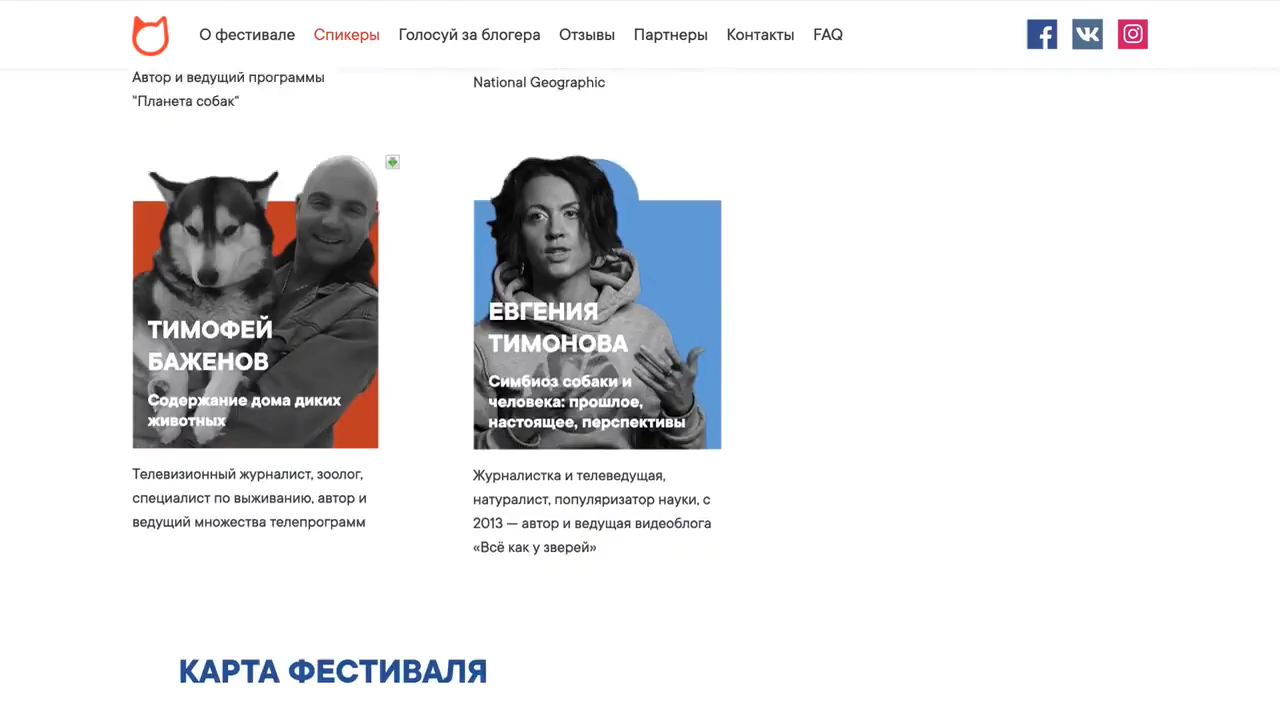 О фестивале Спикеры Голосуй за блогера Отзывы Партнеры Контакты FAQ
Автор и ведущий программы
"Планета собак"
National Geographic
ТИМОФЕЙ
БАЖЕНОВ
Содержание дома диких
животных
Телевизионный журналист, зоолог,
специалист по выживанию, автор и
ведущий множества телепрограмм
ЕВГЕНИЯ
ТИМОНОВА
Симбиоз собаки и
человека: прошлое,
настоящее, перспективы
Журналистка и телеведущая,
натуралист, популяризатор науки, с
2013 — автор и ведущая видеоблога
«Всё как у зверей»
КАРТА ФЕСТИВАЛЯ